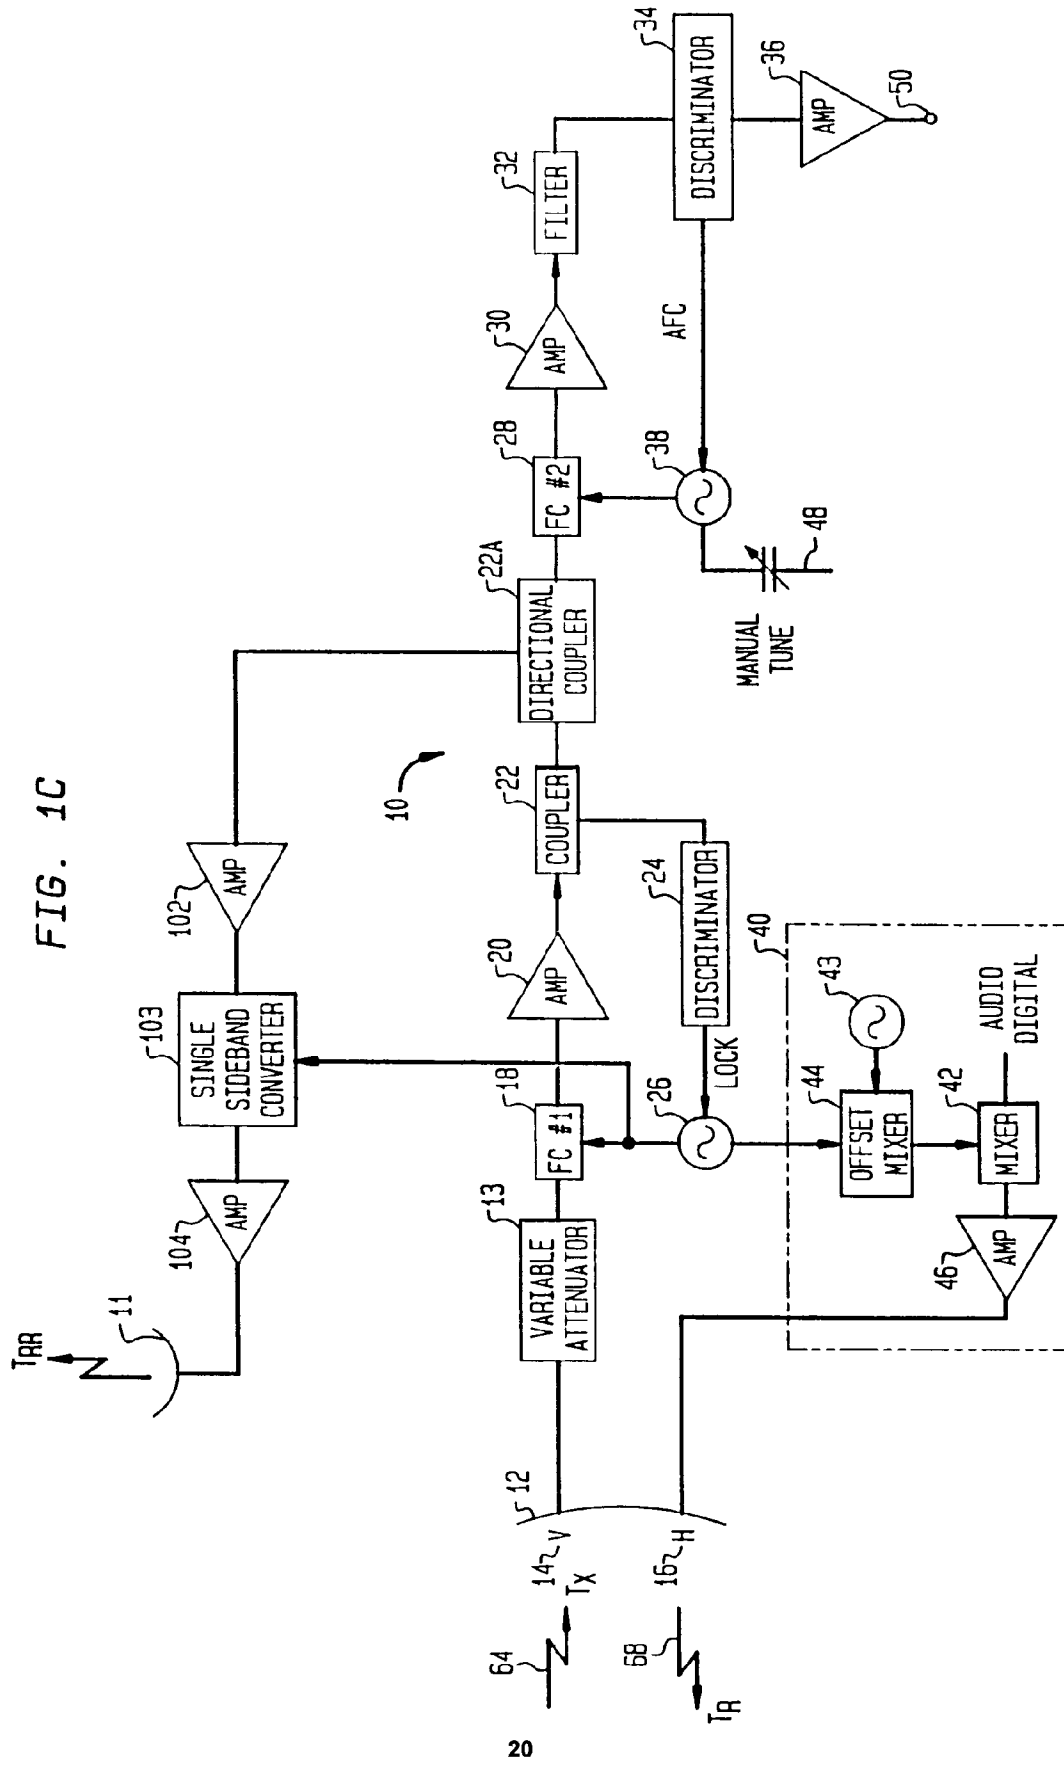 FIG. 1C
TRR
11
104
AMP
103
SINGLE
SIDEBAND
CONVERTER
102
AMP
10
64
TX
14
V
12
13
VARIABLE
ATTENUATOR
18
FC #1
20
AMP
22
COUPLER
22A
DIRECTIONAL
COUPLER
28
FC #2
30
AMP
32
FILTER
34
DISCRIMINATOR
36
AMP
50
AFC
38
MANUAL
TUNE
48
24
DISCRIMINATOR
LOCK
26
68
TR
16
H
40
43
44
OFFSET
MIXER
42
MIXER
AUDIO
DIGITAL
46
AMP
20